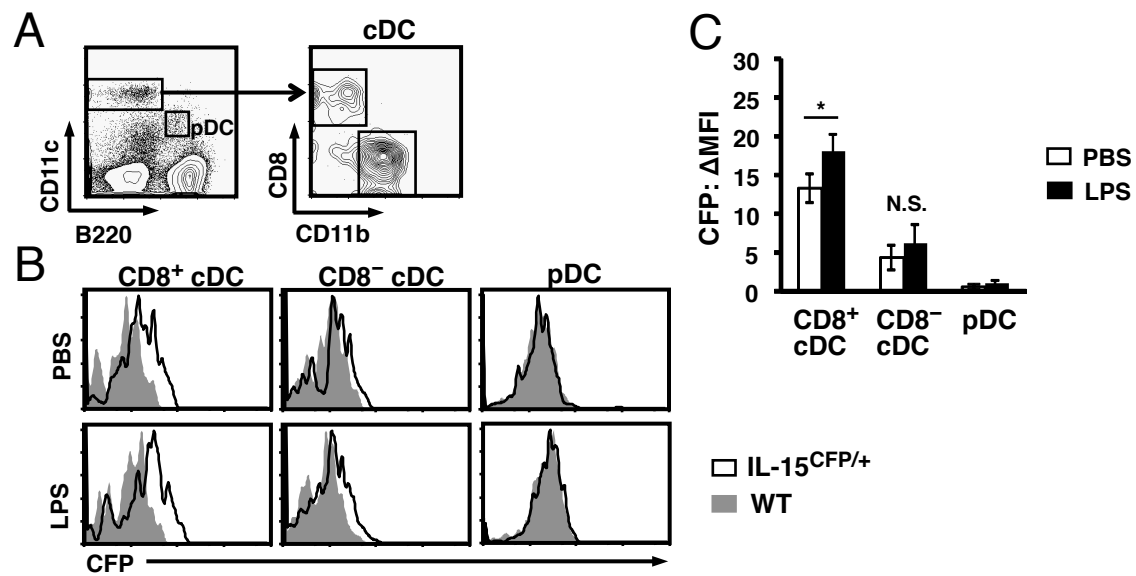 A
cDC
pDC
CD11c
B220
CD8
CD11b
B
CD8⁺ cDC
CD8⁻ cDC
pDC
PBS
LPS
CFP
IL-15ᶜᶠᴾ/⁺
WT
C
CFP: ΔMFI
30
25
20
15
10
5
0
*
N.S.
CD8⁺
cDC
CD8⁻
cDC
pDC
PBS
LPS